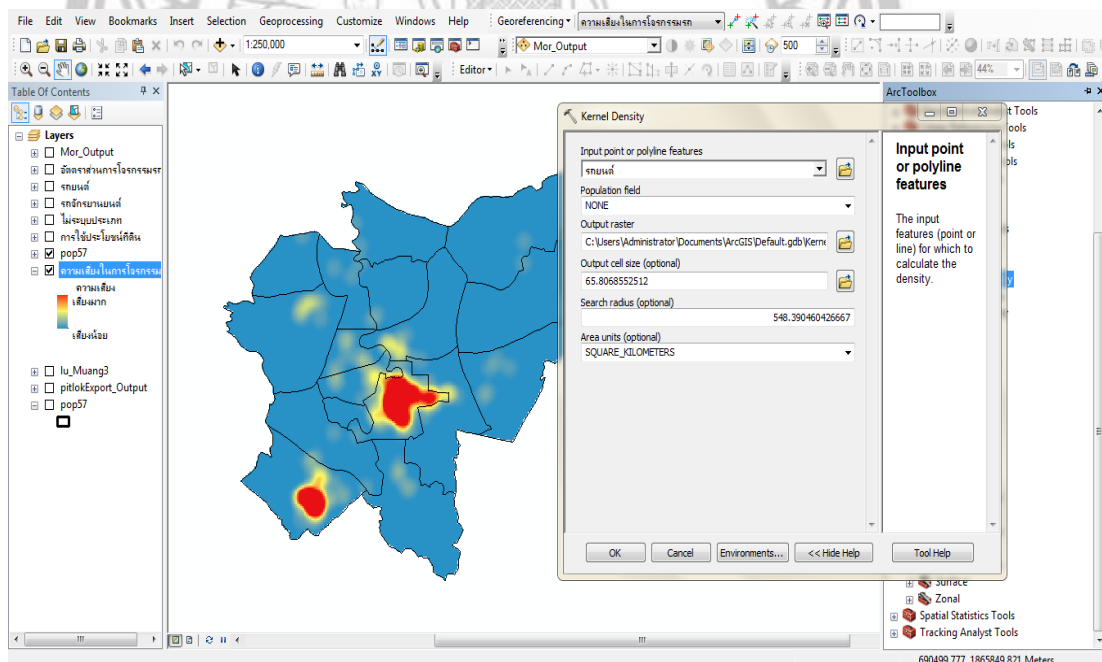 File Edit View Bookmarks Insert Selection Geoprocessing Customize Windows Help Georeferencing ความเสี่ยงในการโจรกรรมรถ
1:250,000 Mor_Output 500
Editor 44%
Table Of Contents
Layers
Mor_Output
อัตราส่วนการโจรกรรมรถ
รถยนต์
รถจักรยานยนต์
ไม่ระบุประเภท
การใช้ประโยชน์ที่ดิน
pop57
ความเสี่ยงในการโจรกรรม
ความเสี่ยง
เสี่ยงมาก
เสี่ยงน้อย
lu_Muang3
pitlokExport_Output
pop57
Kernel Density
Input point or polyline features
รถยนต์
Population field
NONE
Output raster
C:\Users\Administrator\Documents\ArcGIS\Default.gdb\Kerne
Output cell size (optional)
65.8068552512
Search radius (optional)
548.390460426667
Area units (optional)
SQUARE_KILOMETERS
OK Cancel Environments... << Hide Help Tool Help
Input point
or polyline
features
The input
features (point or
line) for which to
calculate the
density.
ArcToolbox
t Tools
ools
ls
ols
Surface
Zonal
Spatial Statistics Tools
Tracking Analyst Tools
690499.777 1865849.821 Meters